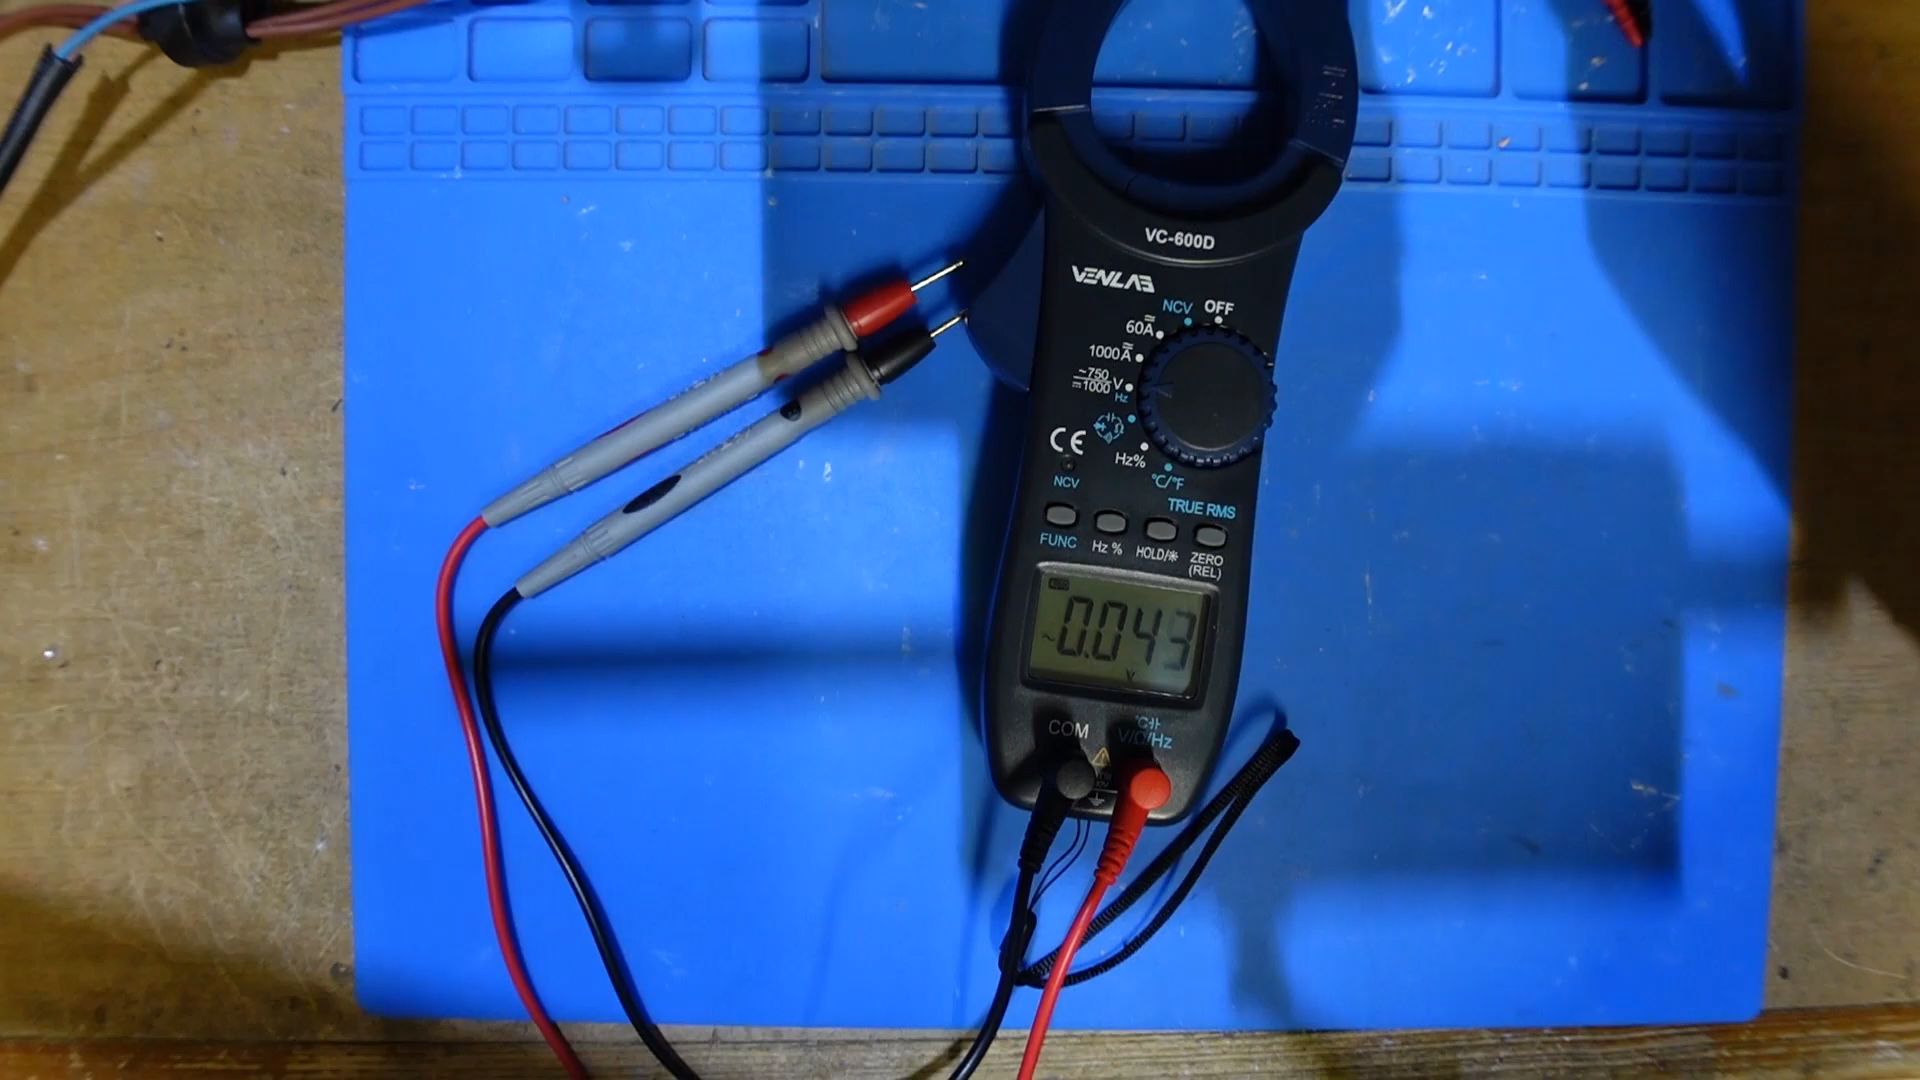 VC-600D
VENLAB
NCV OFF
60A
1000A
~750
1000 V
Hz
Hz%
°C/°F
CE
NCV
TRUE RMS
FUNC
Hz %
HOLD/☀
ZERO
(REL)
~0.043
V
COM
°C
V/Ω/Hz